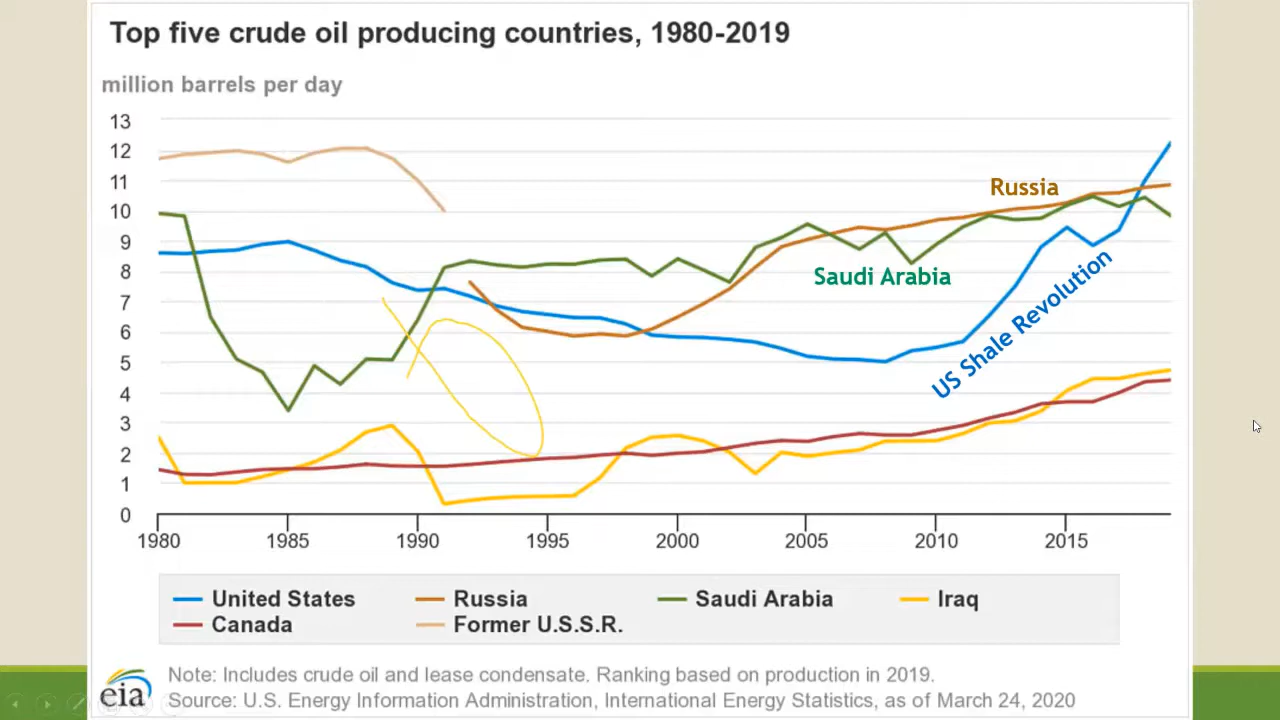 Top five crude oil producing countries, 1980-2019
million barrels per day
13
12
11
10
9
8
7
6
5
4
3
2
1
0
Russia
Saudi Arabia
US Shale Revolution
1980 1985 1990 1995 2000 2005 2010 2015
United States Russia Saudi Arabia Iraq
Canada Former U.S.S.R.
eia
Note: Includes crude oil and lease condensate. Ranking based on production in 2019.
Source: U.S. Energy Information Administration, International Energy Statistics, as of March 24, 2020